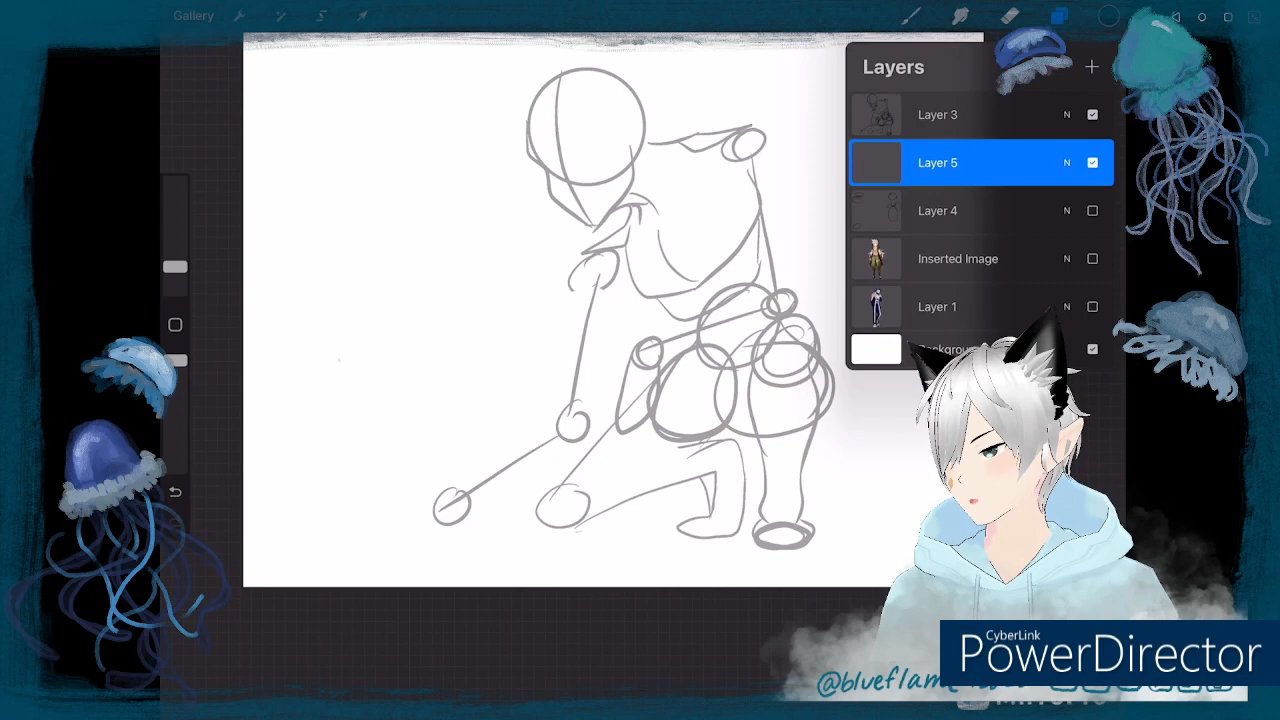 Gallery
Layers
Layer 3 N
Layer 5 N
Layer 4 N
Inserted Image N
Layer 1 N
CyberLink
PowerDirector